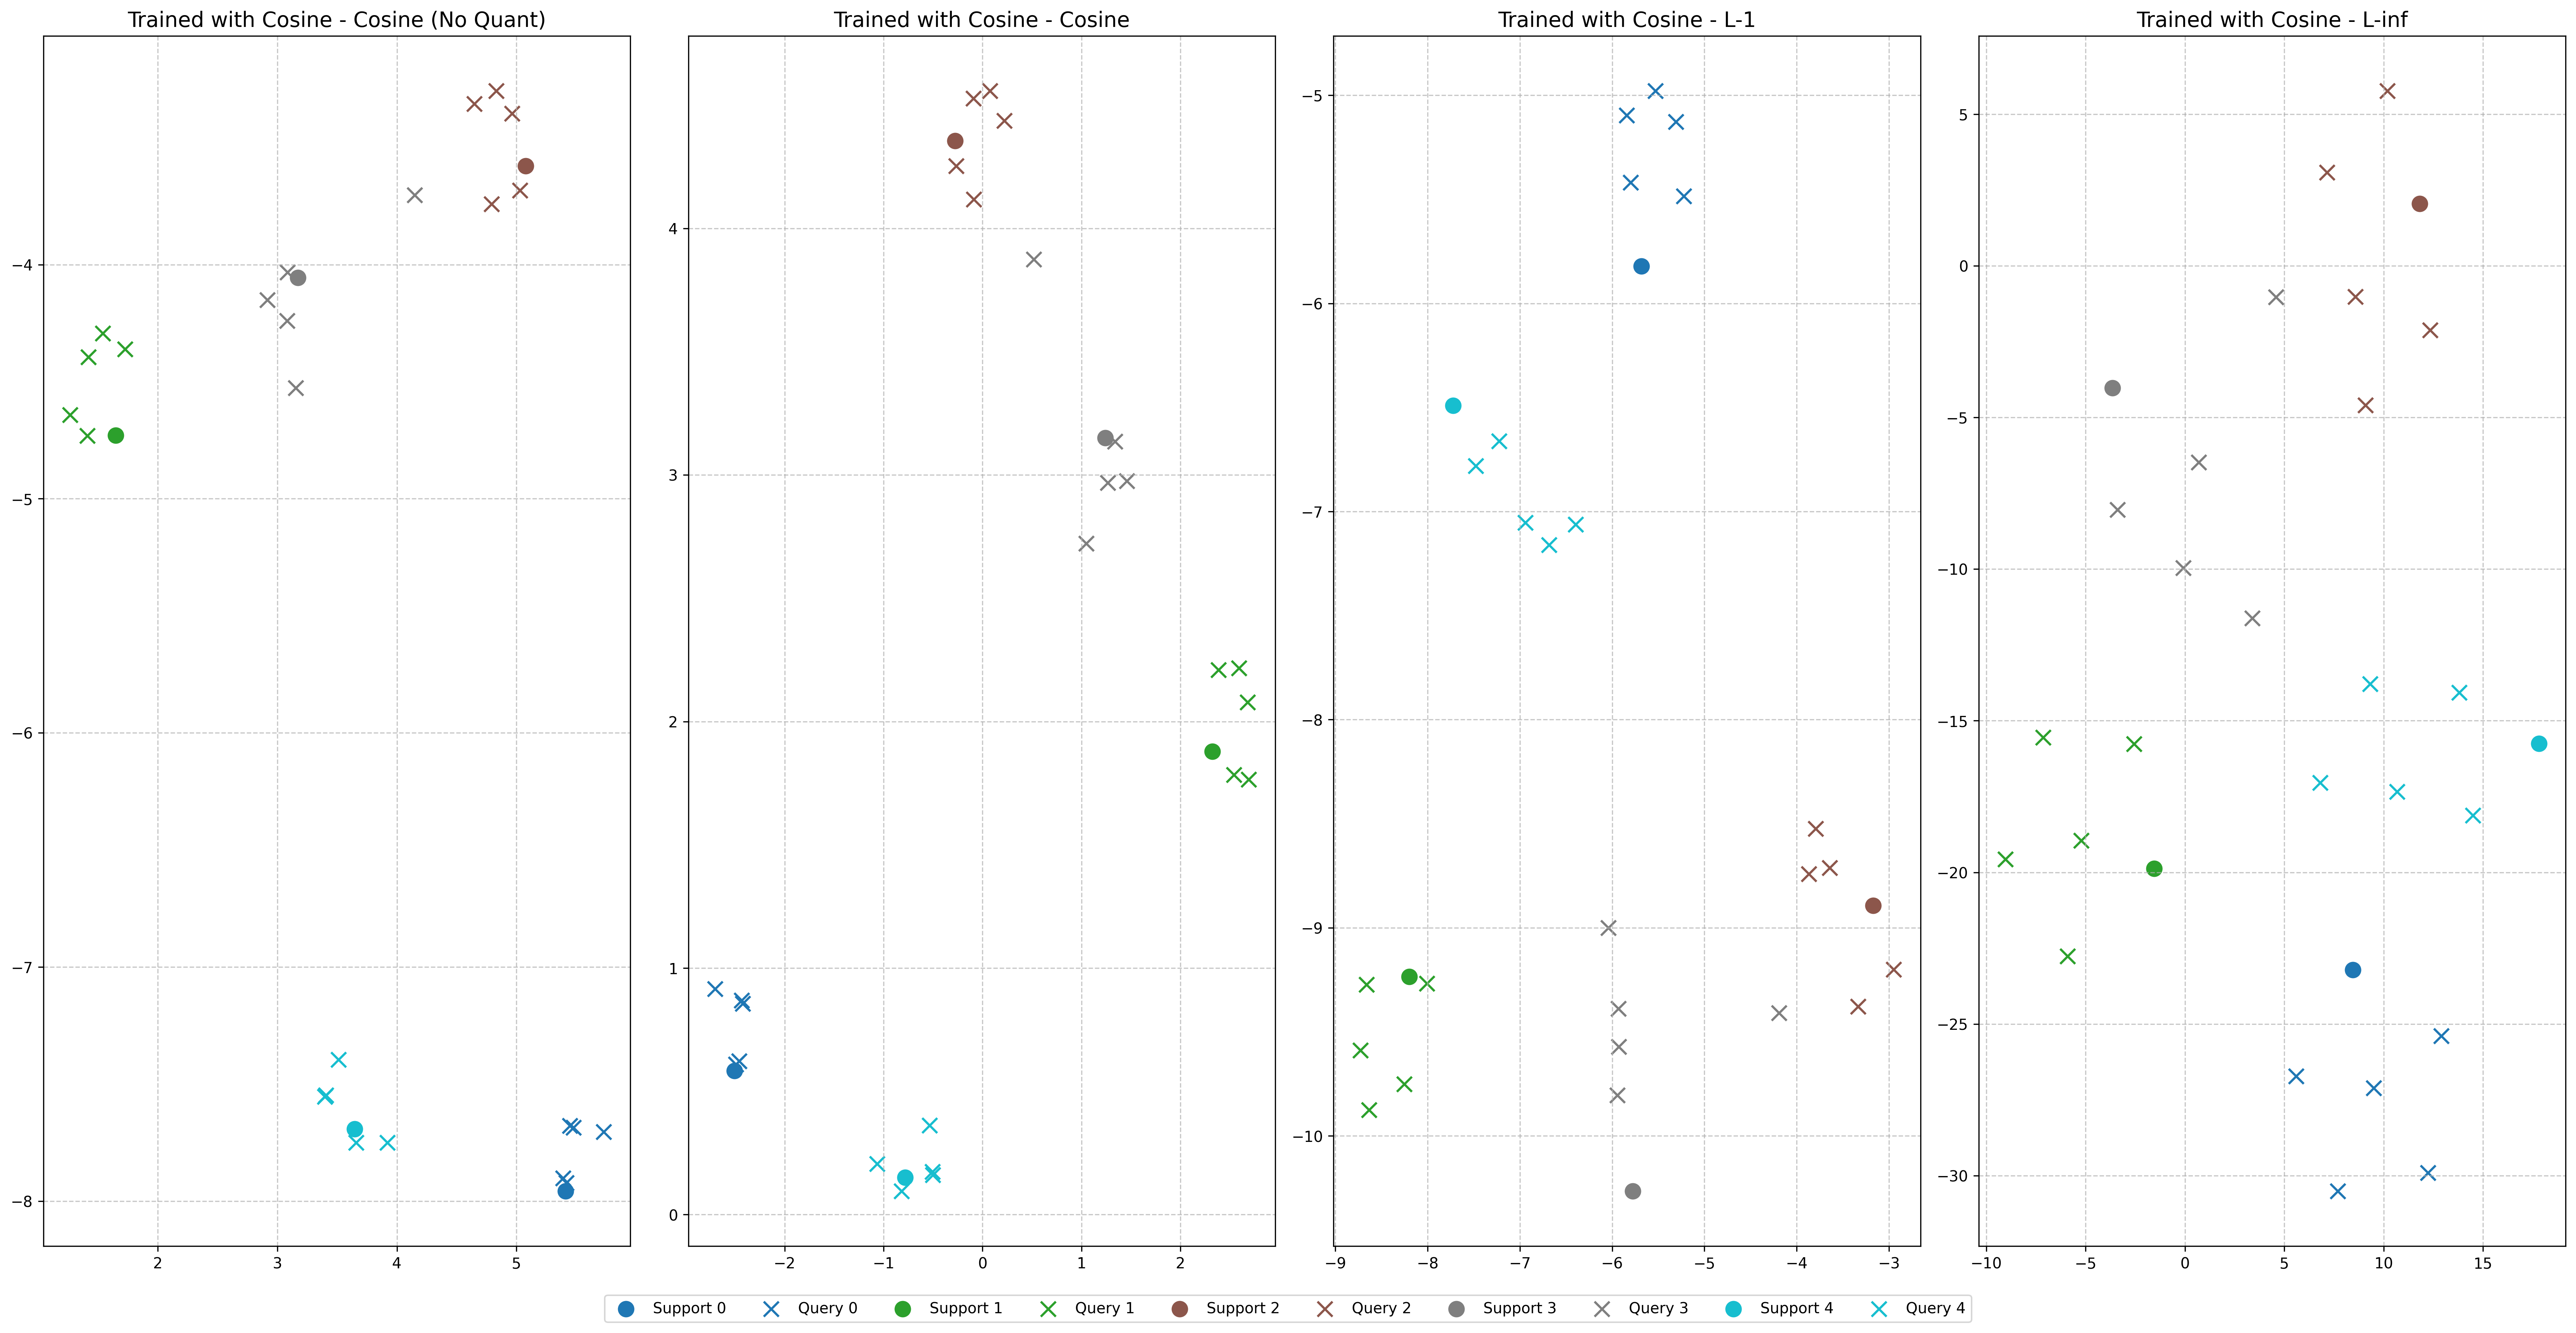 Trained with Cosine - Cosine (No Quant)
−4
−5
−6
−7
−8
2 3 4 5
Trained with Cosine - Cosine
4
3
2
1
0
−2 −1 0 1 2
Trained with Cosine - L-1
−5
−6
−7
−8
−9
−10
−9 −8 −7 −6 −5 −4 −3
Trained with Cosine - L-inf
5
0
−5
−10
−15
−20
−25
−30
−10 −5 0 5 10 15
Support 0 Query 0 Support 1 Query 1 Support 2 Query 2 Support 3 Query 3 Support 4 Query 4